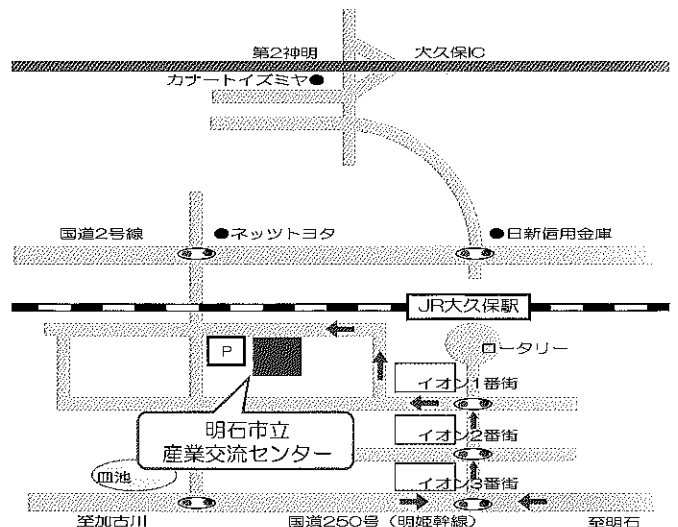 第2神明
大久保IC
カナートイズミヤ●
国道2号線
●ネッツトヨタ
●日新信用金庫
JR大久保駅
P
ロータリー
イオン1番街
明石市立
産業交流センター
イオン2番街
皿池
イオン3番街
至加古川
国道250号（明姫幹線）
至明石